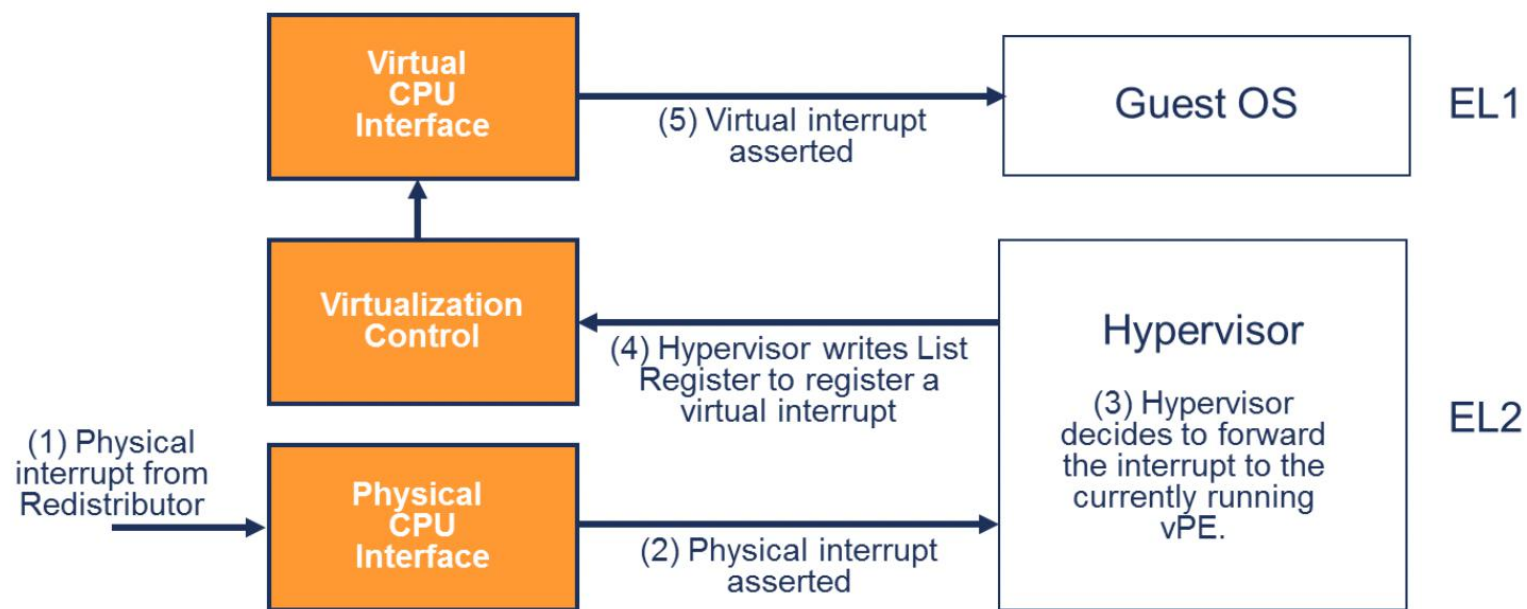 Virtual
CPU
Interface
(5) Virtual interrupt
asserted
Guest OS
EL1
Virtualization
Control
(4) Hypervisor writes List
Register to register a
virtual interrupt
Hypervisor
(3) Hypervisor
decides to forward
the interrupt to the
currently running
vPE.
EL2
(1) Physical
interrupt from
Redistributor
Physical
CPU
Interface
(2) Physical interrupt
asserted